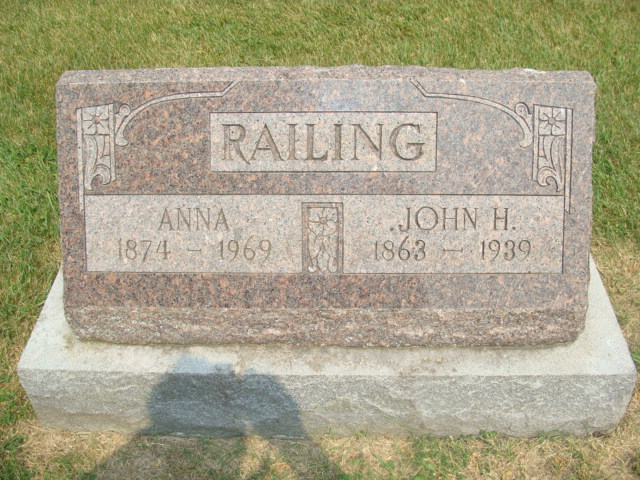 RAILING
ANNA
1874 – 1969
JOHN H.
1863 – 1939